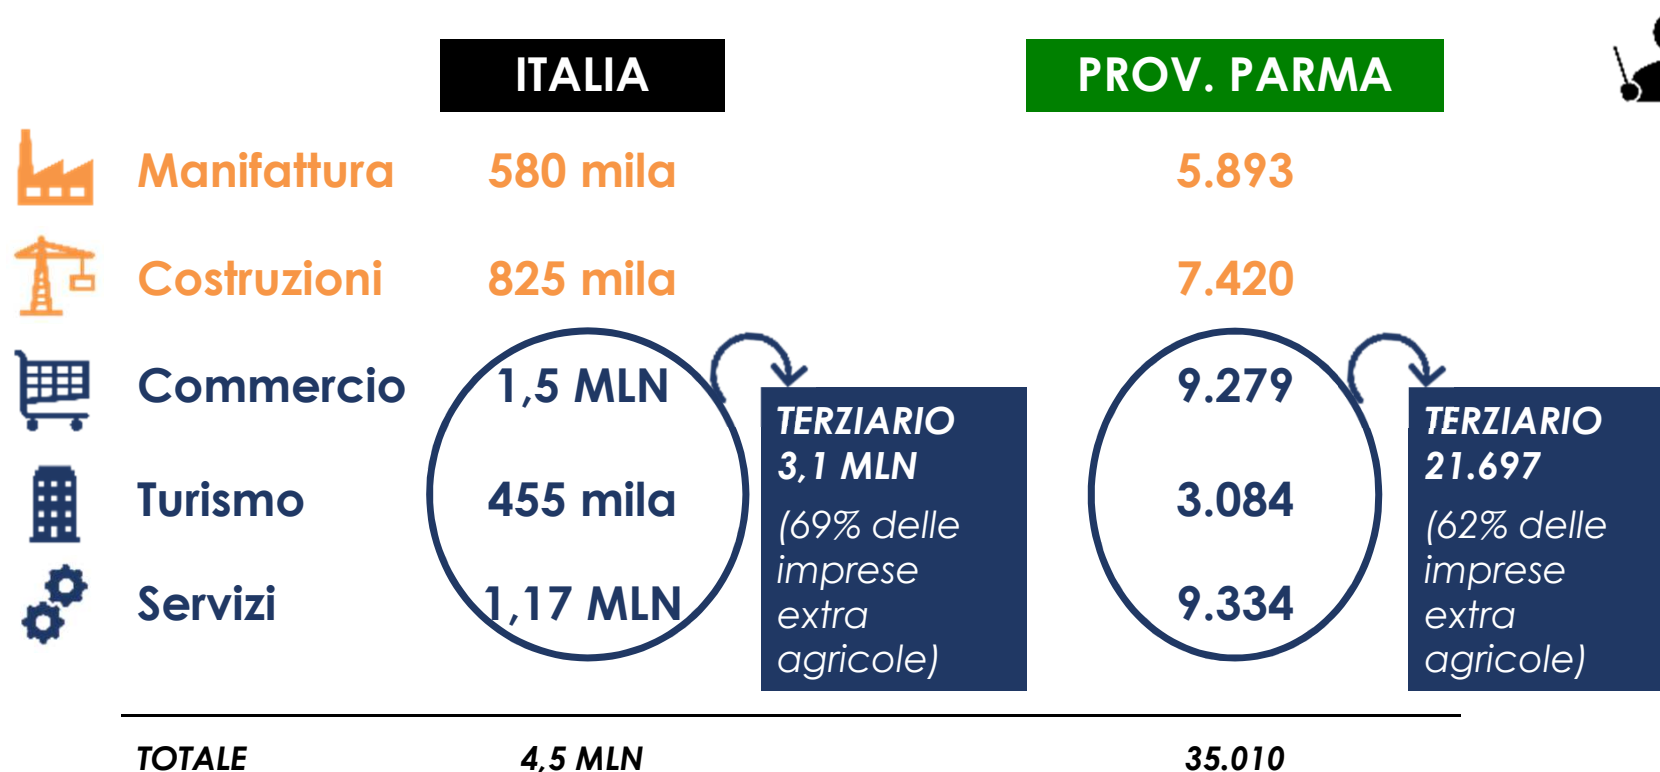 ITALIA PROV. PARMA
Manifattura 580 mila 5.893
Costruzioni 825 mila 7.420
Commercio 1,5 MLN 9.279
TERZIARIO
3,1 MLN
(69% delle
imprese
extra
agricole)
TERZIARIO
21.697
(62% delle
imprese
extra
agricole)
Turismo 455 mila 3.084
Servizi 1,17 MLN 9.334
TOTALE 4,5 MLN 35.010